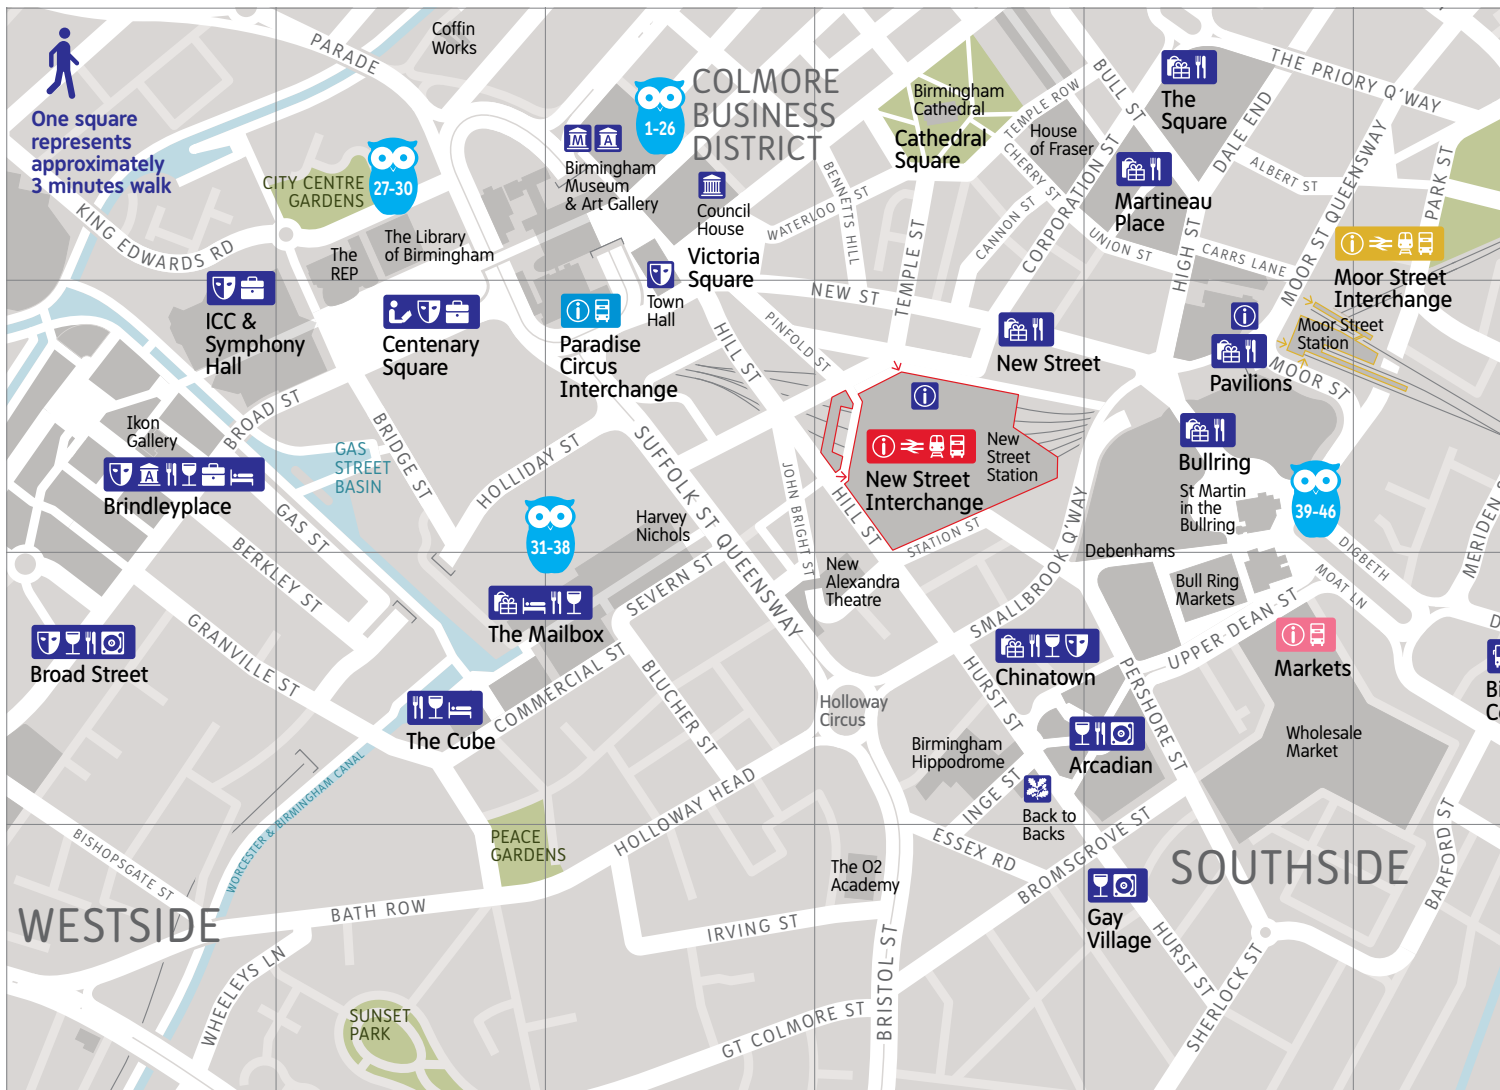 One square
represents
approximately
3 minutes walk
PARADE
Coffin
Works
COLMORE
BUSINESS
DISTRICT
1-26
Birmingham
Museum
& Art Gallery
Council
House
Birmingham
Cathedral
Cathedral
Square
TEMPLE ROW
House
of Fraser
BULL ST
The
Square
THE PRIORY Q'WAY
DALE END
ALBERT ST
MOOR ST QUEENSWAY
PARK ST
CITY CENTRE
GARDENS
27-30
KING EDWARDS RD
The
REP
The Library
of Birmingham
WATERLOO ST
BENNETTS HILL
TEMPLE ST
CHERRY ST
CANNON ST
CORPORATION ST
Martineau
Place
UNION ST
HIGH ST
CARRS LANE
Moor Street
Interchange
Moor Street
Station
Victoria
Square
Town
Hall
NEW ST
PINFOLD ST
ICC &
Symphony
Hall
Centenary
Square
Paradise
Circus
Interchange
HILL ST
New Street
Pavilions
MOOR ST
Ikon
Gallery
BROAD ST
Brindleyplace
GAS
STREET
BASIN
BRIDGE ST
HOLLIDAY ST
SUFFOLK ST QUEENSWAY
JOHN BRIGHT ST
HILL ST
New Street
Interchange
New
Street
Station
STATION ST
Bullring
St Martin
in the
Bullring
39-46
DIGBETH
MERIDEN S
GAS ST
BERKLEY ST
31-38
Harvey
Nichols
SEVERN ST
New
Alexandra
Theatre
SMALLBROOK Q'WAY
Debenhams
Bull Ring
Markets
MOAT LN
UPPER DEAN ST
Markets
D
Bi
Co
Broad Street
GRANVILLE ST
The Mailbox
COMMERCIAL ST
BLUCHER ST
The Cube
Holloway
Circus
HURST ST
Chinatown
PERSHORE ST
Arcadian
Wholesale
Market
Birmingham
Hippodrome
INGE ST
Back to
Backs
WORCESTER & BIRMINGHAM CANAL
BISHOPSGATE ST
PEACE
GARDENS
HOLLOWAY HEAD
The O2
Academy
ESSEX RD
BROMSGROVE ST
SOUTHSIDE
BARFORD ST
WESTSIDE
BATH ROW
IRVING ST
BRISTOL ST
Gay
Village
HURST ST
SHERLOCK ST
WHEELEYS LN
SUNSET
PARK
GT COLMORE ST